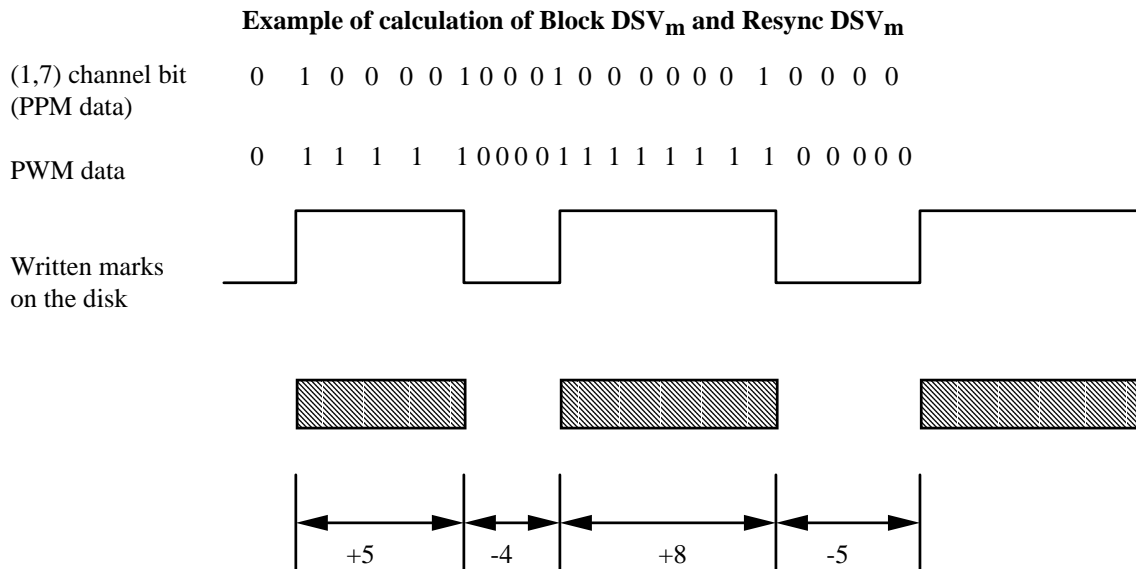 Example of calculation of Block DSVm and Resync DSVm
(1,7) channel bit
(PPM data)
0 1 0 0 0 0 1 0 0 0 1 0 0 0 0 0 0 1 0 0 0 0
PWM data
0 1 1 1 1 1 0 0 0 0 1 1 1 1 1 1 1 1 0 0 0 0 0
Written marks
on the disk
+5 -4 +8 -5